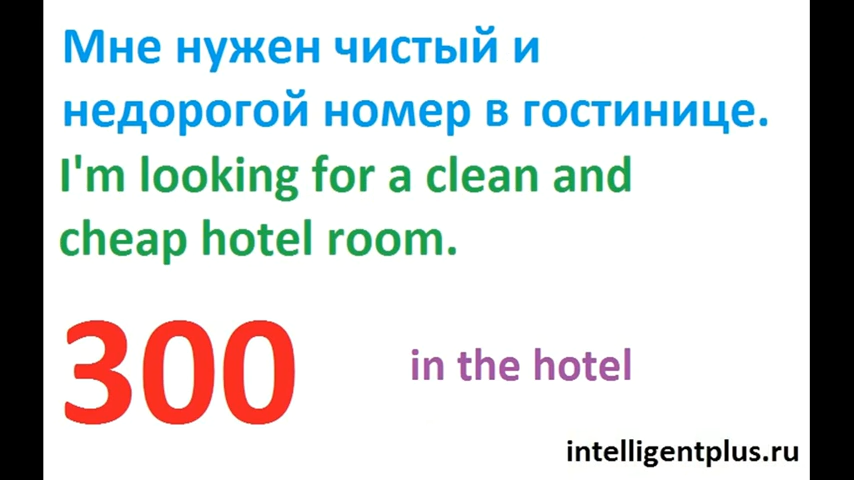 Мне нужен чистый и
недорогой номер в гостинице.
I'm looking for a clean and
cheap hotel room.
300
in the hotel
intelligentplus.ru